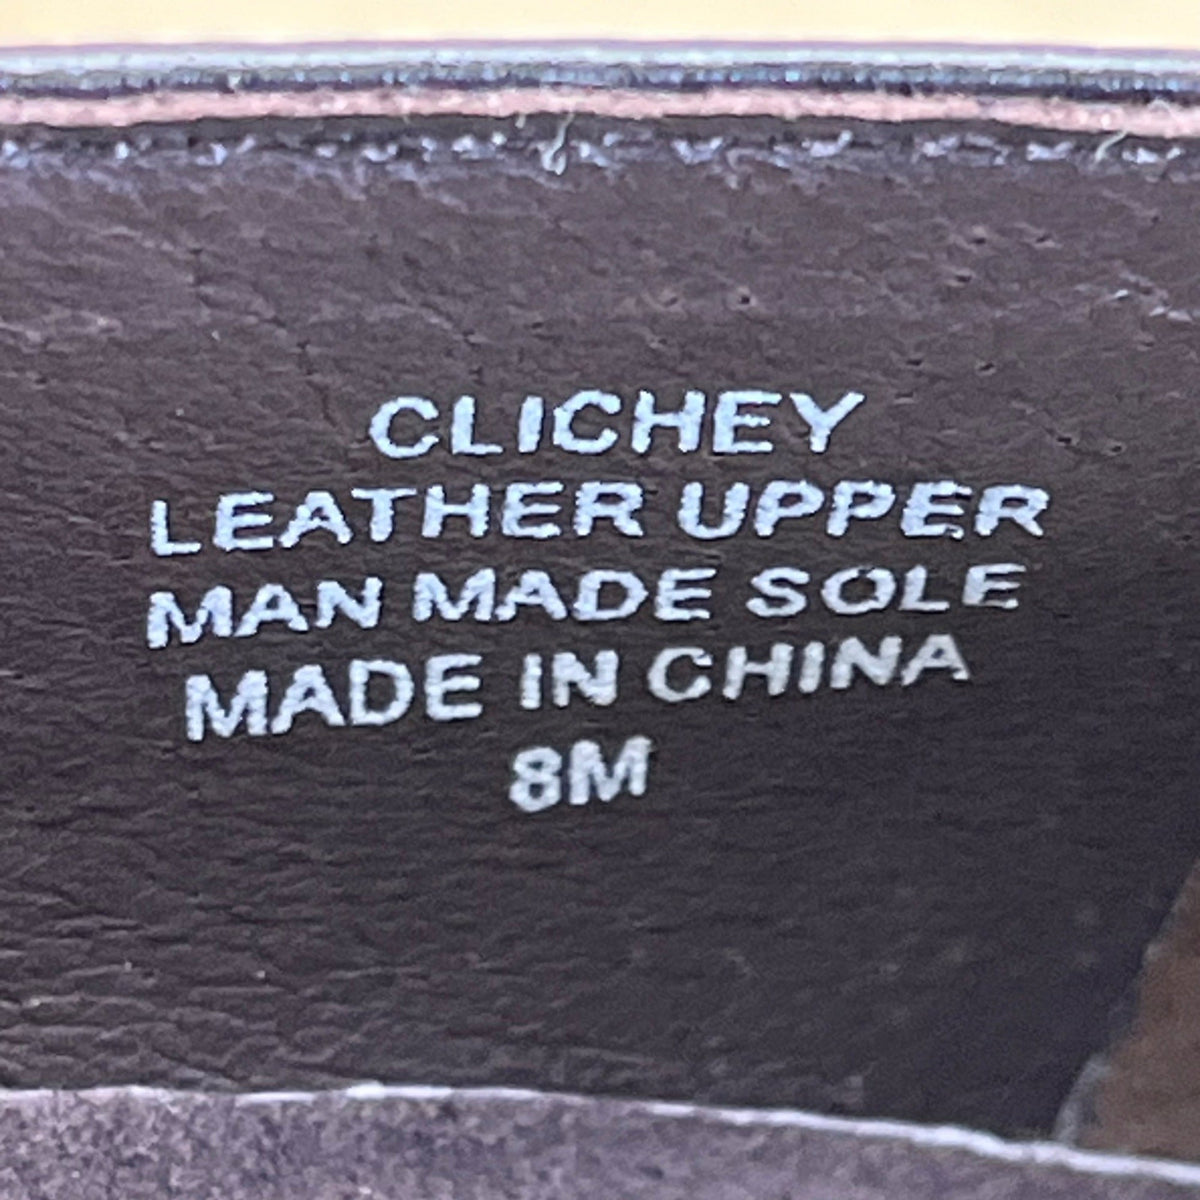 CLICHEY
LEATHER UPPER
MAN MADE SOLE
MADE IN CHINA
8M